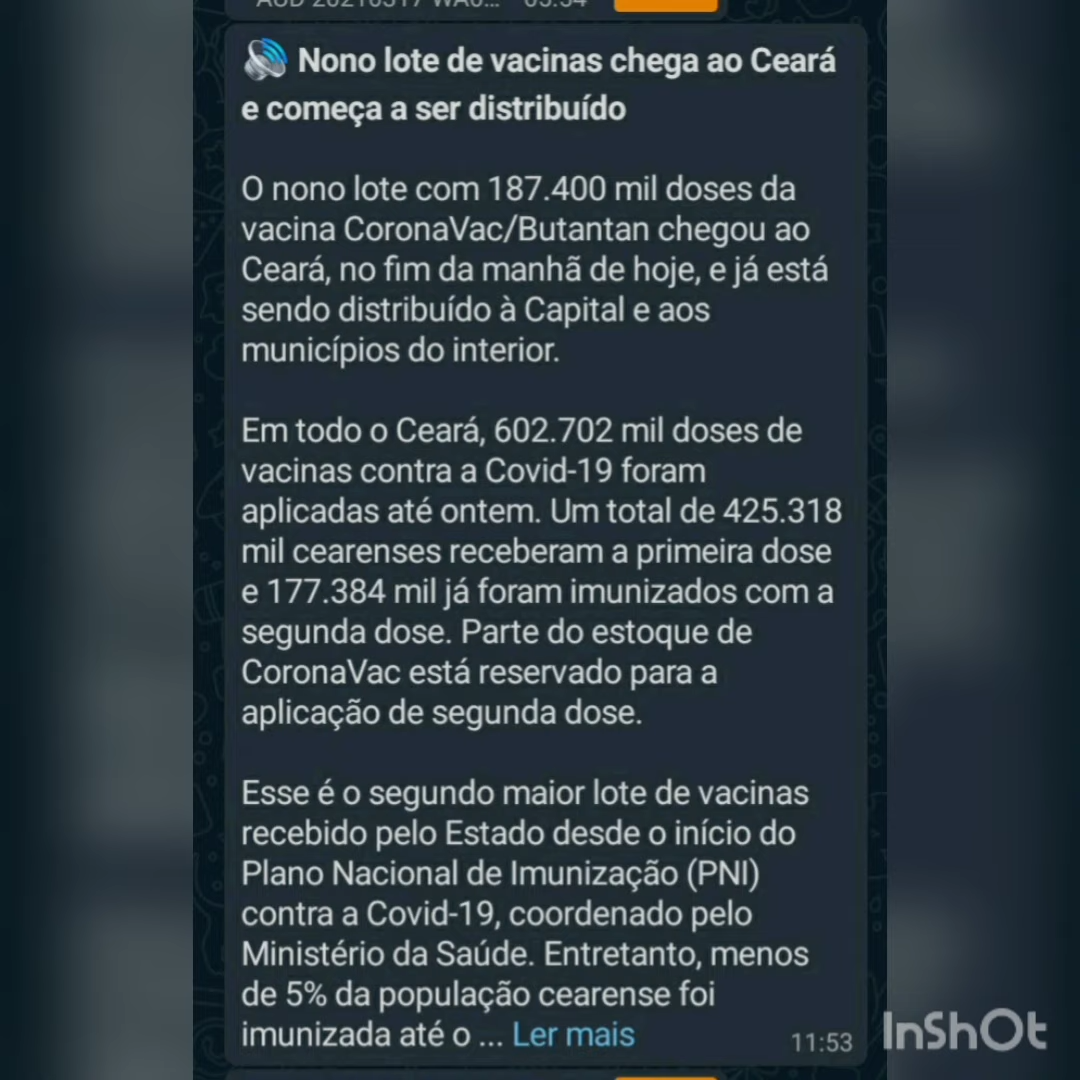 Nono lote de vacinas chega ao Ceará
e começa a ser distribuído
O nono lote com 187.400 mil doses da
vacina CoronaVac/Butantan chegou ao
Ceará, no fim da manhã de hoje, e já está
sendo distribuído à Capital e aos
municípios do interior.
Em todo o Ceará, 602.702 mil doses de
vacinas contra a Covid-19 foram
aplicadas até ontem. Um total de 425.318
mil cearenses receberam a primeira dose
e 177.384 mil já foram imunizados com a
segunda dose. Parte do estoque de
CoronaVac está reservado para a
aplicação de segunda dose.
Esse é o segundo maior lote de vacinas
recebido pelo Estado desde o início do
Plano Nacional de Imunização (PNI)
contra a Covid-19, coordenado pelo
Ministério da Saúde. Entretanto, menos
de 5% da população cearense foi
imunizada até o ... Ler mais
11:53
InShOt